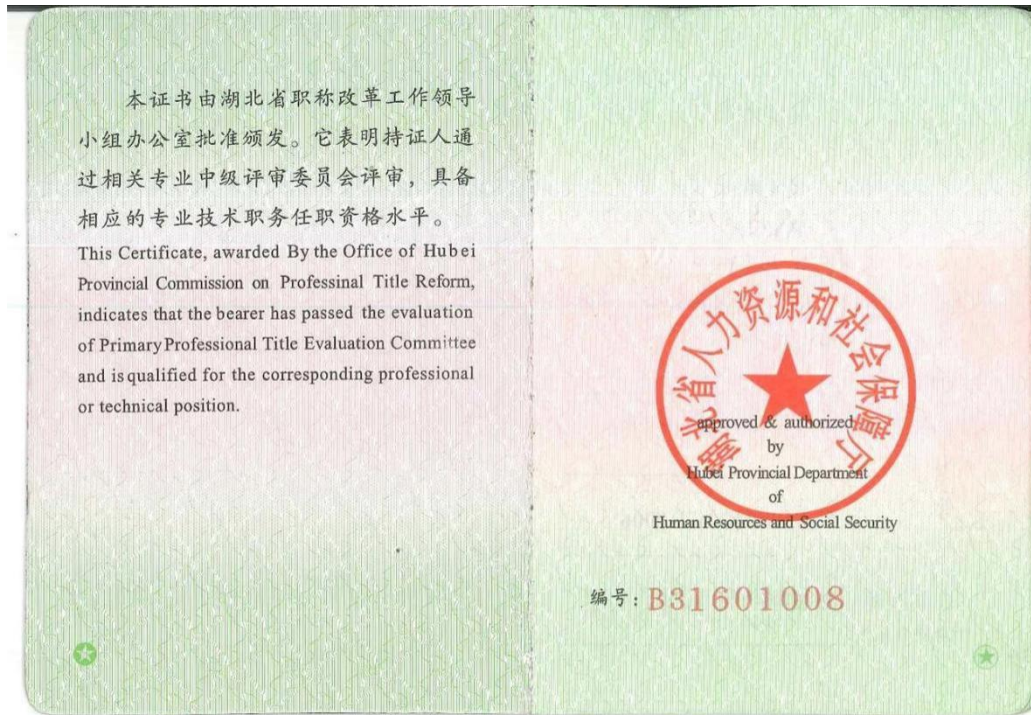 本证书由湖北省职称改革工作领导
小组办公室批准颁发。它表明持证人通
过相关专业中级评审委员会评审，具备
相应的专业技术职务任职资格水平。
This Certificate, awarded By the Office of Hubei
Provincial Commission on Professinal Title Reform,
indicates that the bearer has passed the evaluation
of Primary Professional Title Evaluation Committee
and is qualified for the corresponding professional
or technical position.
湖北省人力资源和社会保障厅
approved & authorized
by
Hubei Provincial Department
of
Human Resources and Social Security
编号：B31601008